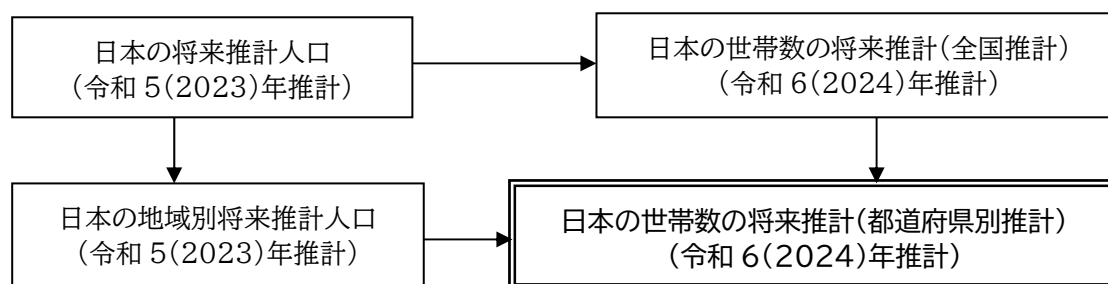 日本の将来推計人口
（令和 5（2023）年推計）
日本の世帯数の将来推計（全国推計）
（令和 6（2024）年推計）
日本の地域別将来推計人口
（令和 5（2023）年推計）
日本の世帯数の将来推計（都道府県別推計）
（令和 6（2024）年推計）